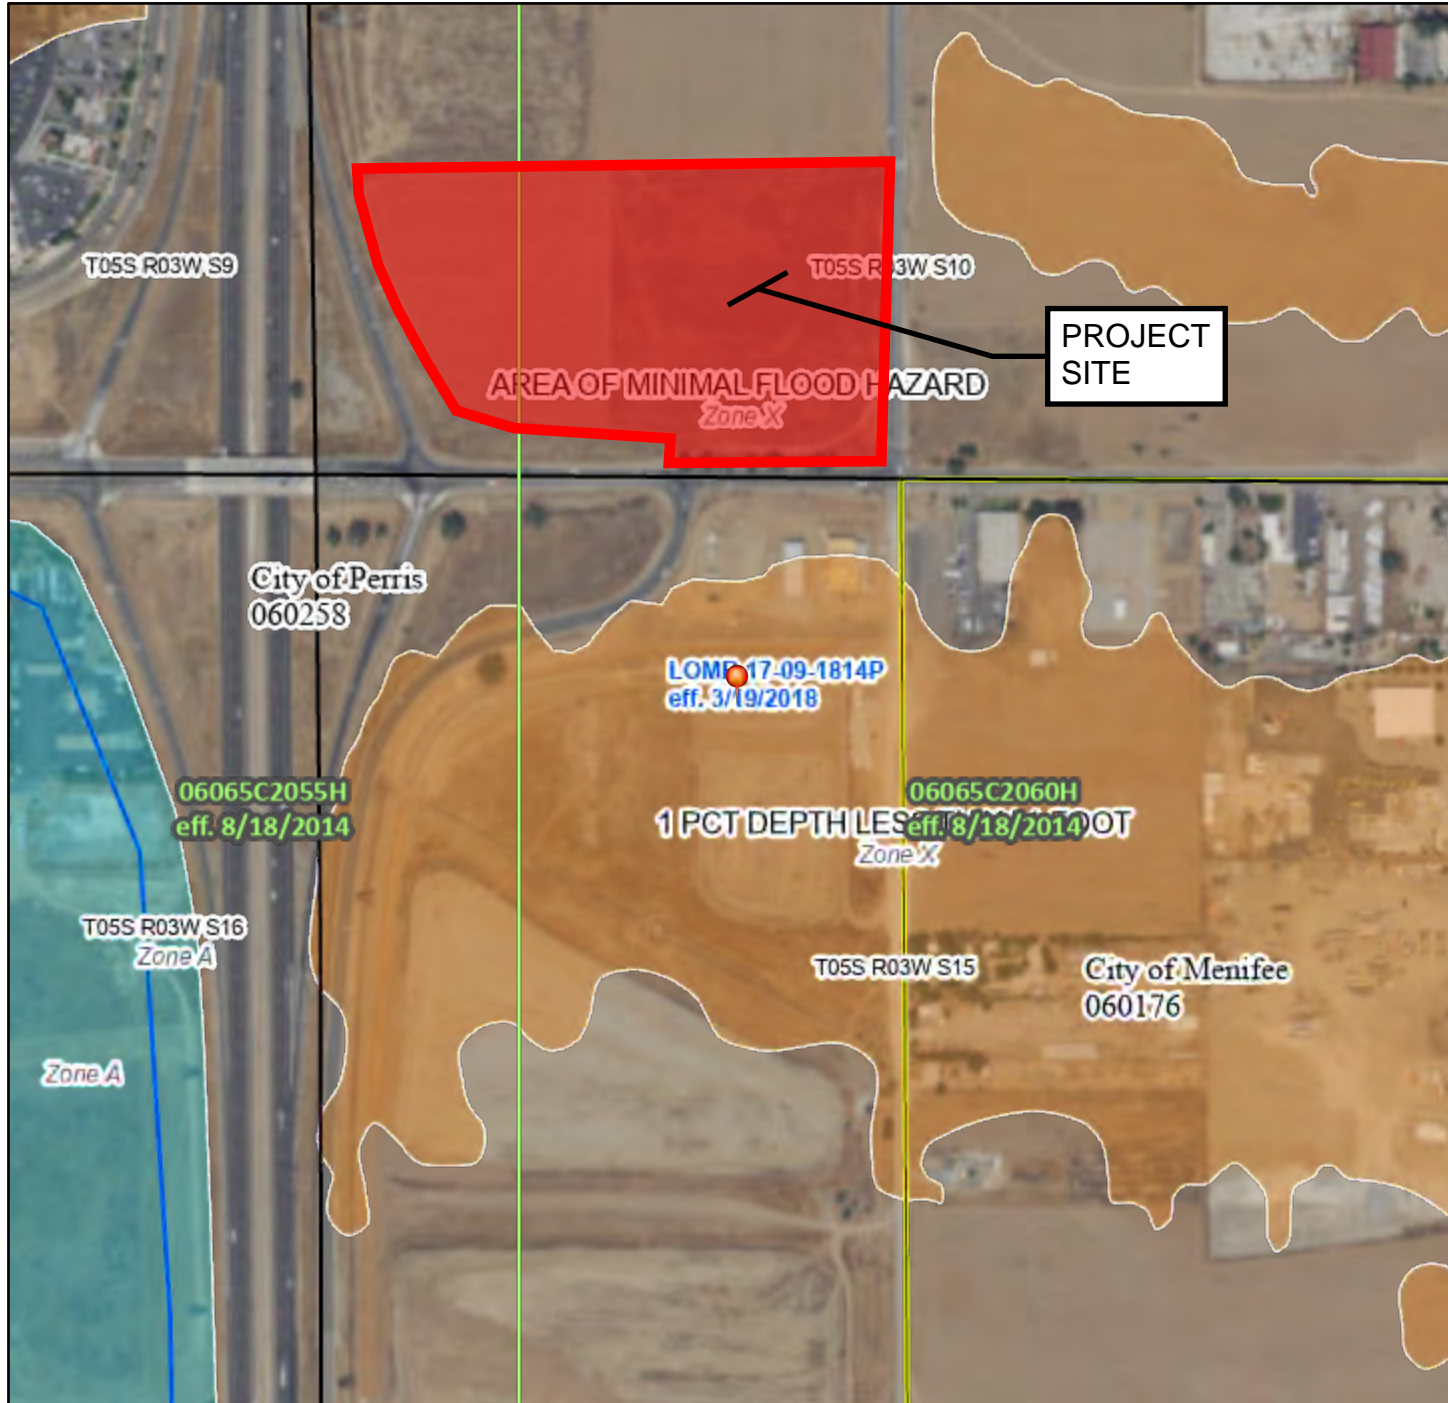 T05S R03W S9
T05S R03W S10
PROJECT
SITE
AREA OF MINIMAL FLOOD HAZARD
Zone X
City of Perris
060258
LOMR 17-09-1814P
eff. 3/19/2018
06065C2055H
eff. 8/18/2014
06065C2060H
eff. 8/18/2014
1 PCT DEPTH LESS FOOT
Zone X
T05S R03W S16
Zone A
T05S R03W S15
City of Menifee
060176
Zone A